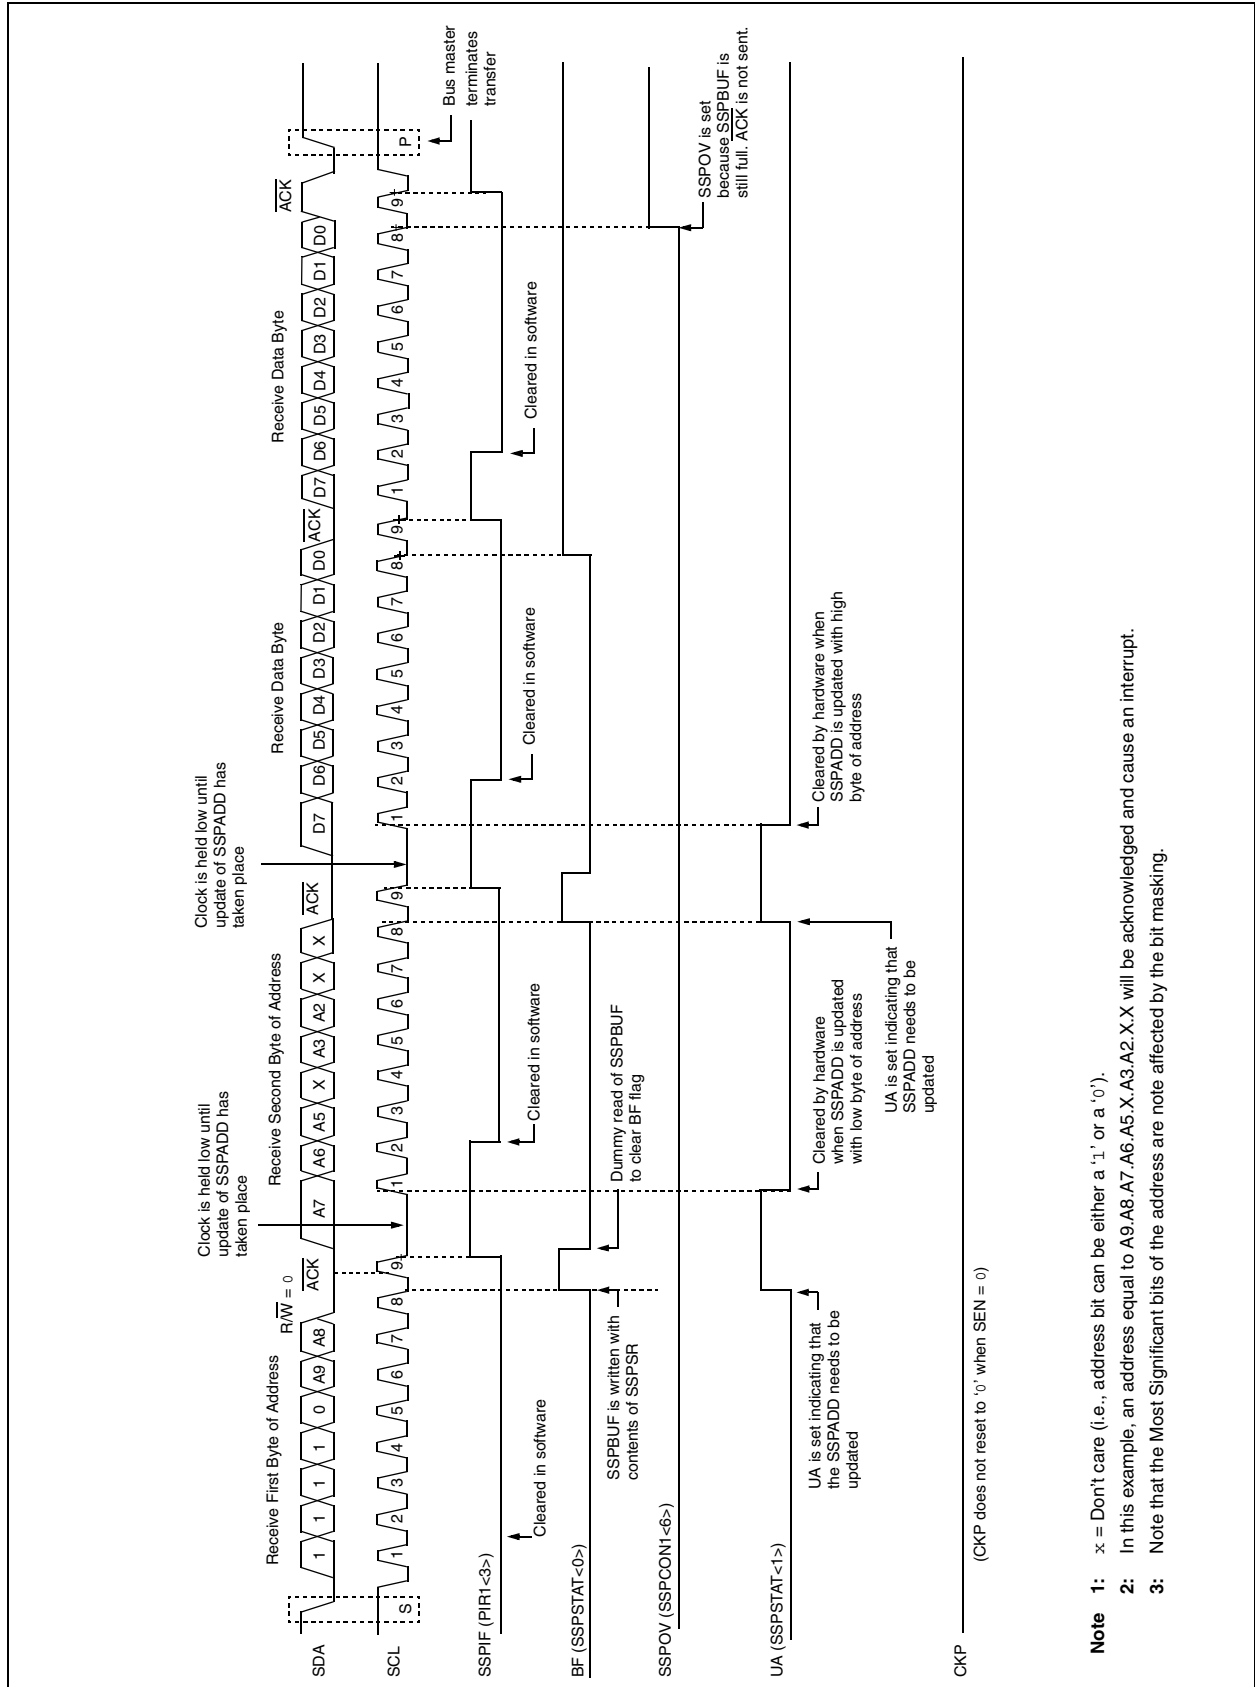 Receive First Byte of Address
R/W = 0
ACK
Clock is held low until
update of SSPADD has
taken place
Receive Second Byte of Address
ACK
Clock is held low until
update of SSPADD has
taken place
Receive Data Byte
ACK
Receive Data Byte
ACK
SDA
1 1 1 1 0 A9 A8 A7 A6 A5 X A3 A2 X X D7 D6 D5 D4 D3 D2 D1 D0 D7 D6 D5 D4 D3 D2 D1 D0
SCL
S 1 2 3 4 5 6 7 8 9 1 2 3 4 5 6 7 8 9 1 2 3 4 5 6 7 8 9 1 2 3 4 5 6 7 8 9 P
Bus master
terminates
transfer
SSPIF (PIR1<3>)
Cleared in software
Cleared in software
Cleared in software
Cleared in software
BF (SSPSTAT<0>)
SSPBUF is written with
contents of SSPSR
Dummy read of SSPBUF
to clear BF flag
SSPOV (SSPCON1<6>)
SSPOV is set
because SSPBUF is
still full. ACK is not sent.
UA (SSPSTAT<1>)
UA is set indicating that
the SSPADD needs to be
updated
Cleared by hardware
when SSPADD is updated
with low byte of address
UA is set indicating that
SSPADD needs to be
updated
Cleared by hardware when
SSPADD is updated with high
byte of address
CKP
(CKP does not reset to ‘0’ when SEN = 0)
Note 1: x = Don’t care (i.e., address bit can be either a ‘1’ or a ‘0’).
2: In this example, an address equal to A9.A8.A7.A6.A5.X.A3.A2.X.X will be acknowledged and cause an interrupt.
3: Note that the Most Significant bits of the address are note affected by the bit masking.